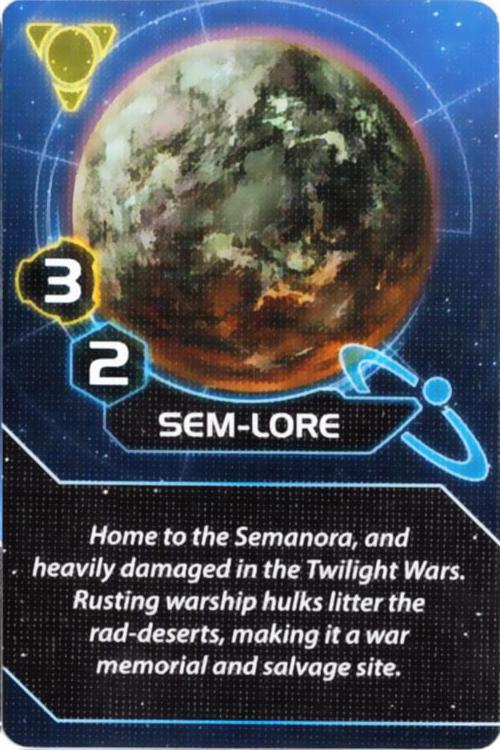 3
2
SEM-LORE
Home to the Semanora, and
heavily damaged in the Twilight Wars.
Rusting warship hulks litter the
rad-deserts, making it a war
memorial and salvage site.